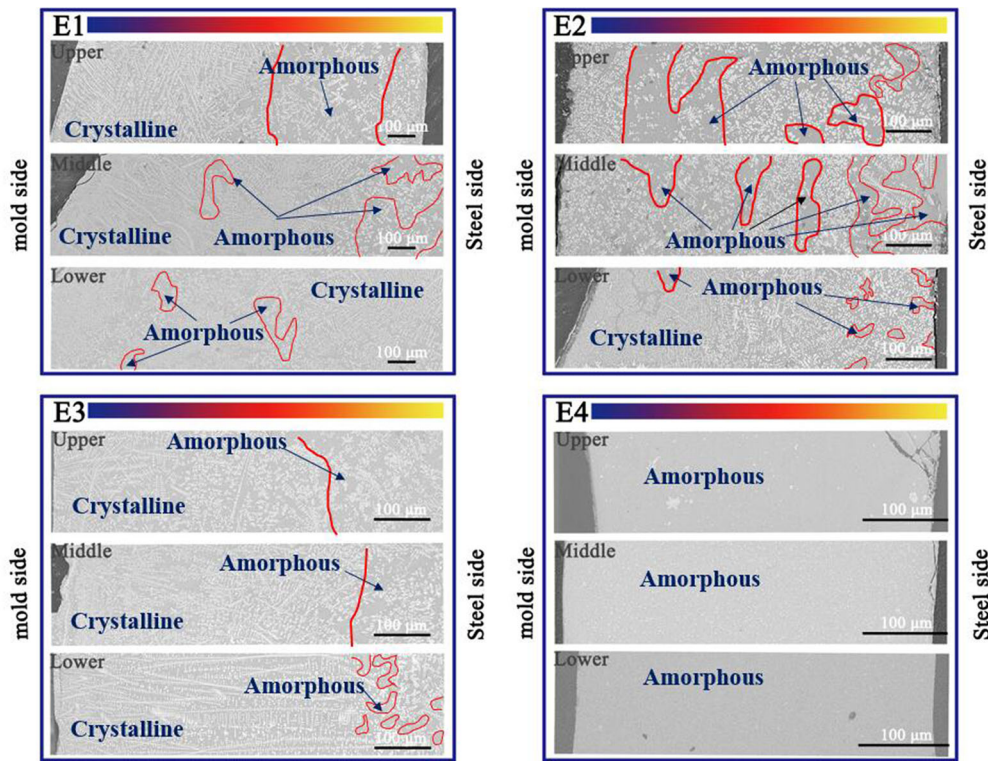 E1
Upper
Amorphous
Crystalline
100 μm
Middle
Crystalline
Amorphous
100 μm
Lower
Crystalline
Amorphous
100 μm
mold side
Steel side
E2
Upper
Amorphous
100 μm
Middle
Amorphous
100 μm
Lower
Amorphous
Crystalline
100 μm
E3
Upper
Amorphous
Crystalline
100 μm
Middle
Amorphous
Crystalline
100 μm
Lower
Amorphous
Crystalline
100 μm
mold side
Steel side
mold side
Steel side
E4
Upper
Amorphous
100 μm
Middle
Amorphous
100 μm
Lower
Amorphous
100 μm
mold side
Steel side